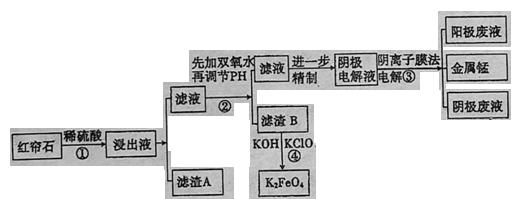 先加双氧水
再调节PH
滤液
进一步
精制
阴极
电解液
阴离子膜法
电解③
阳极废液
金属锰
阴极废液
滤液
②
红帘石
稀硫酸
①
浸出液
滤渣 B
KOH KClO
④
K₂FeO₄
滤渣A